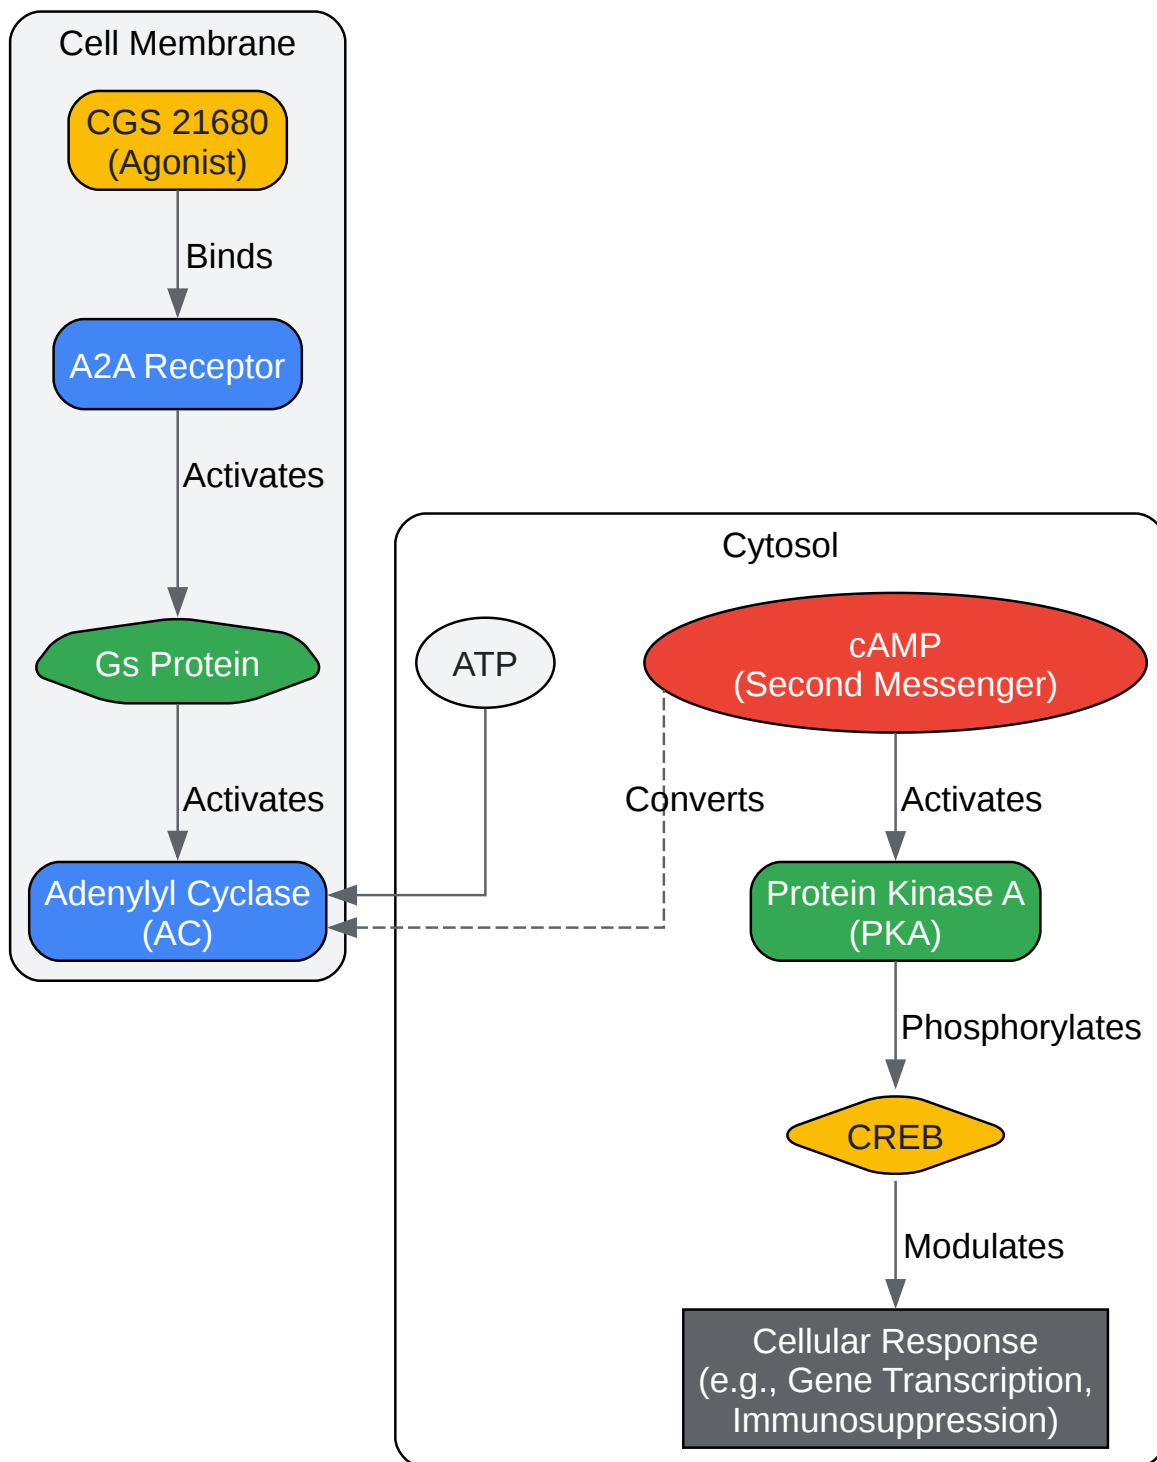 Cell Membrane
CGS 21680
(Agonist)
Binds
A2A Receptor
Activates
Gs Protein
Activates
Adenylyl Cyclase
(AC)
Cytosol
ATP
cAMP
(Second Messenger)
Converts
Activates
Protein Kinase A
(PKA)
Phosphorylates
CREB
Modulates
Cellular Response
(e.g., Gene Transcription,
Immunosuppression)